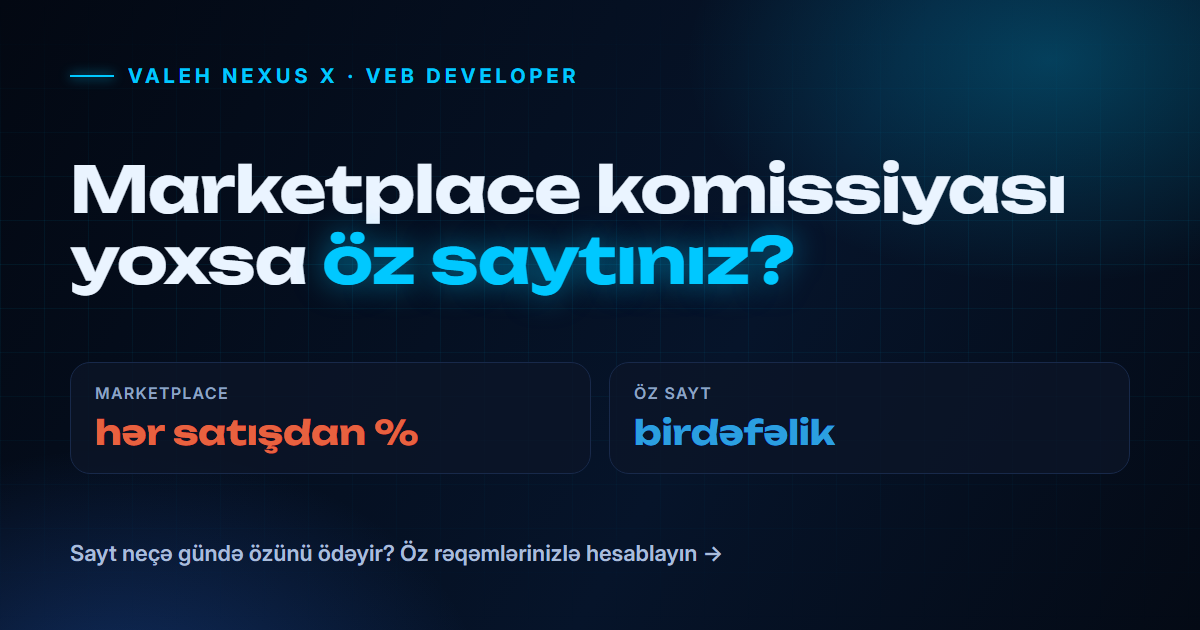 VALEH NEXUS X · VEB DEVELOPER
Marketplace komissiyası
yoxsa öz saytınız?
MARKETPLACE
hər satışdan %
ÖZ SAYT
birdəfəlik
Sayt neçə gündə özünü ödəyir? Öz rəqəmlərinizlə hesablayın →